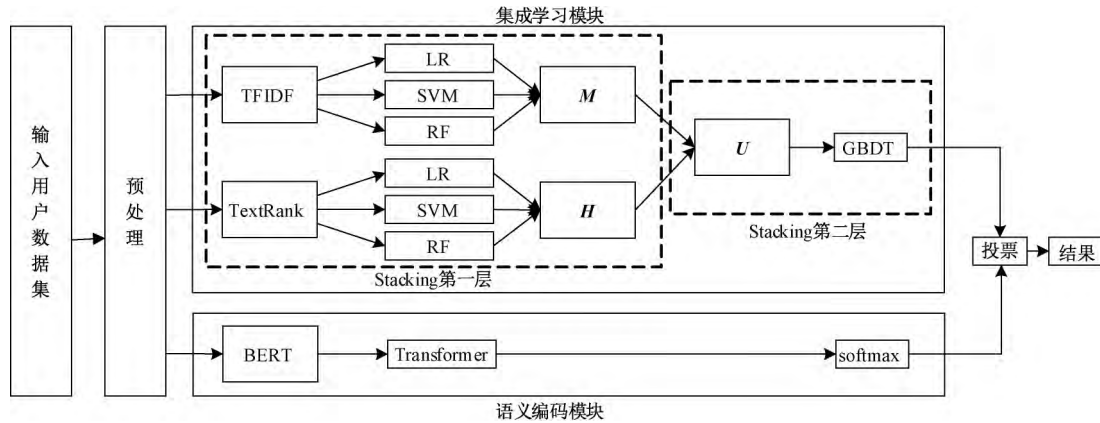 集成学习模块
输入用户数据集
预处理
TFIDF
LR
SVM
RF
M
TextRank
LR
SVM
RF
H
Stacking第一层
U
GBDT
Stacking第二层
投票
结果
BERT
Transformer
softmax
语义编码模块